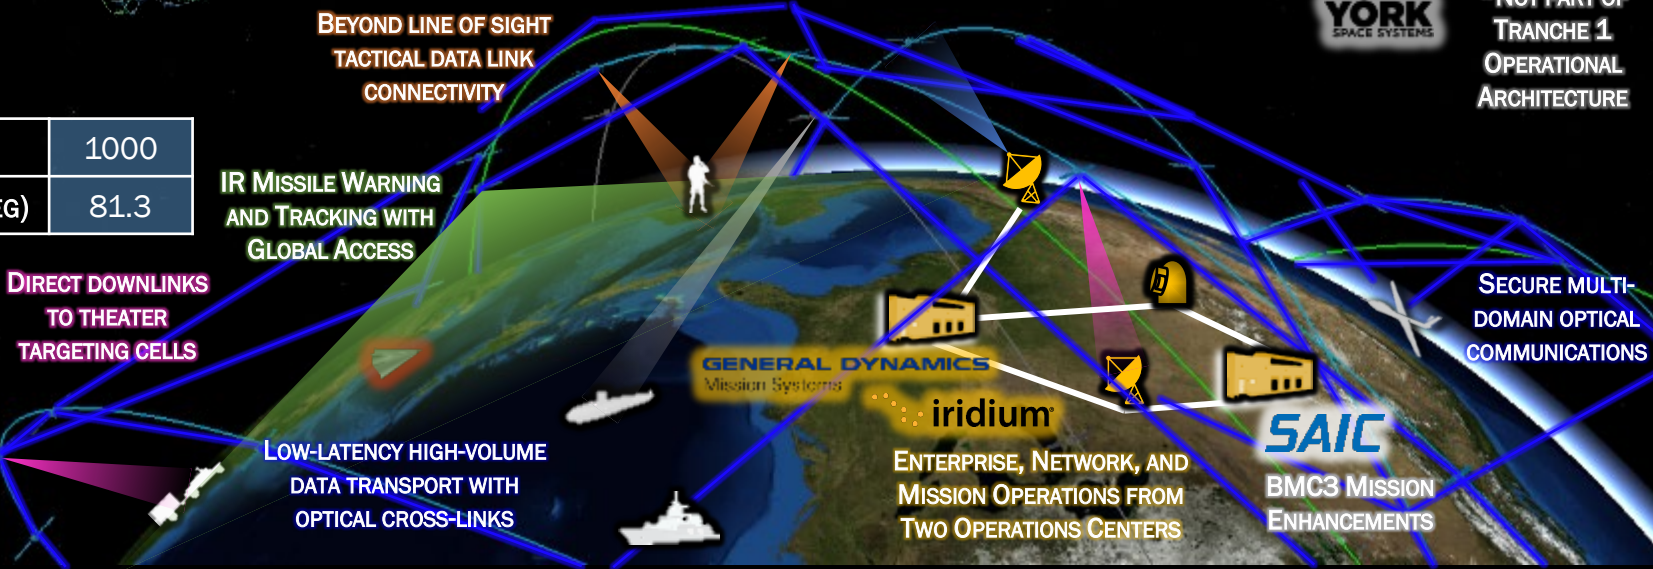 BEYOND LINE OF SIGHT
TACTICAL DATA LINK
CONNECTIVITY
YORK
SPACE SYSTEMS
NOT PART OF
TRANCHE 1
OPERATIONAL
ARCHITECTURE
1000
81.3
IR MISSILE WARNING
AND TRACKING WITH
GLOBAL ACCESS
DIRECT DOWNLINKS
TO THEATER
TARGETING CELLS
SECURE MULTI-
DOMAIN OPTICAL
COMMUNICATIONS
GENERAL DYNAMICS
Mission Systems
iridium
SAIC
LOW-LATENCY HIGH-VOLUME
DATA TRANSPORT WITH
OPTICAL CROSS-LINKS
ENTERPRISE, NETWORK, AND
MISSION OPERATIONS FROM
TWO OPERATIONS CENTERS
BMC3 MISSION
ENHANCEMENTS